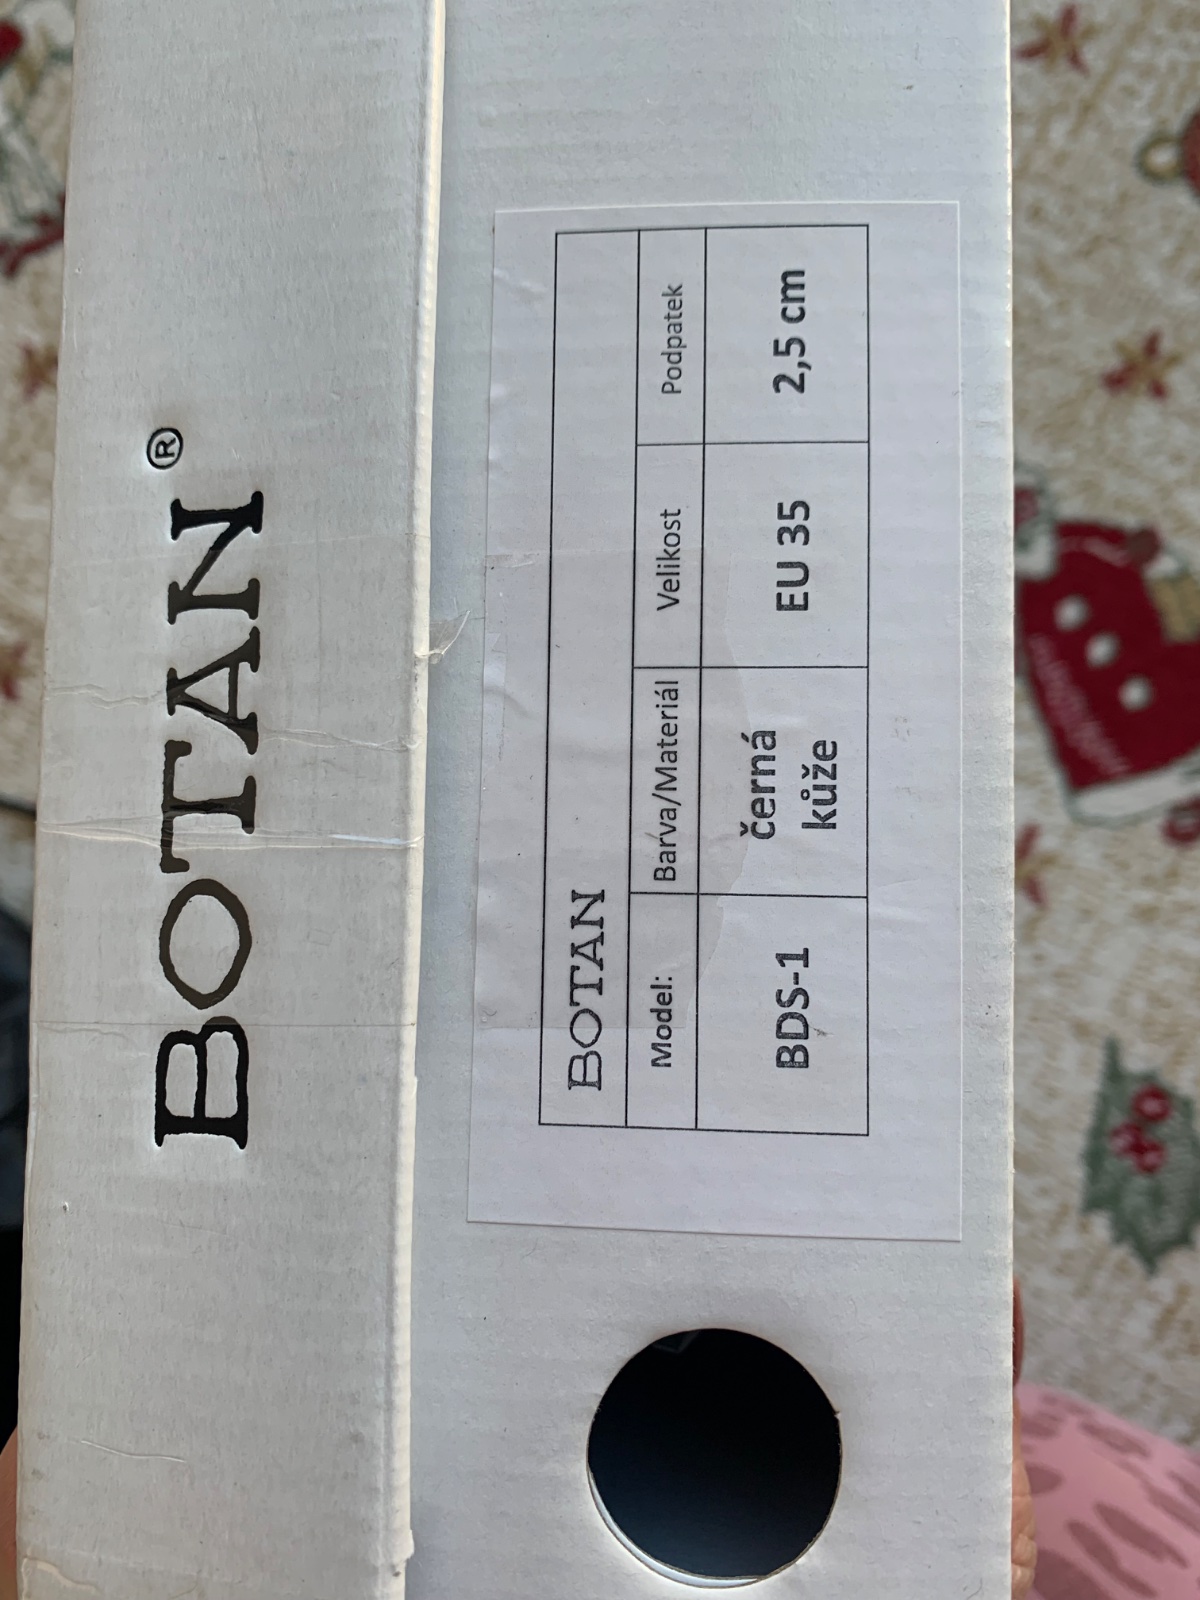 BOTAN®
BOTAN
Model: Barva/Materiál Velikost Podpatek
BDS-1 černá kůže EU 35 2,5 cm